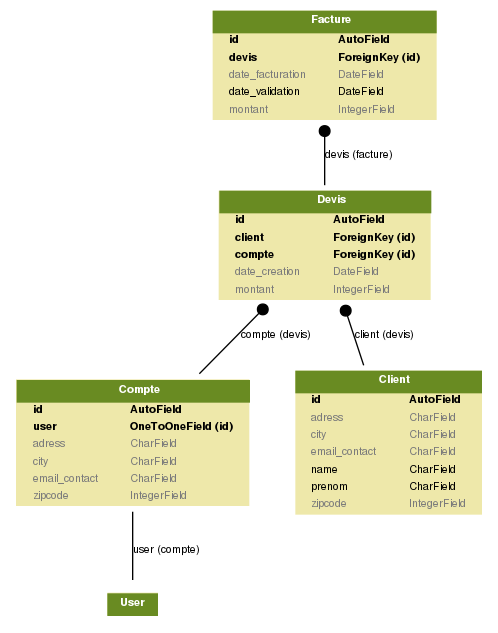 Facture
id AutoField
devis ForeignKey (id)
date_facturation DateField
date_validation DateField
montant IntegerField
devis (facture)
Devis
id AutoField
client ForeignKey (id)
compte ForeignKey (id)
date_creation DateField
montant IntegerField
compte (devis)
client (devis)
Compte
id AutoField
user OneToOneField (id)
adress CharField
city CharField
email_contact CharField
zipcode IntegerField
Client
id AutoField
adress CharField
city CharField
email_contact CharField
name CharField
prenom CharField
zipcode IntegerField
user (compte)
User